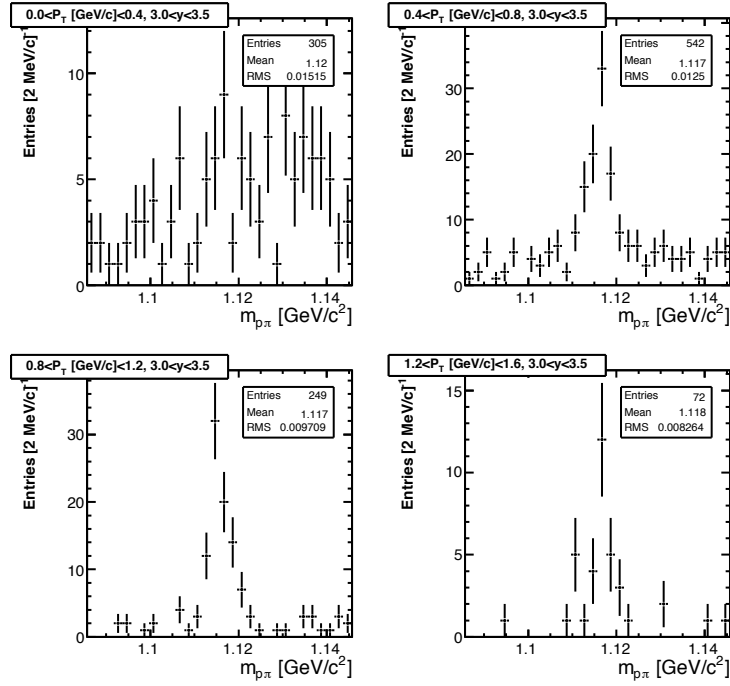 0.0<P_T [GeV/c]<0.4, 3.0<y<3.5
Entries 305
Mean 1.12
RMS 0.01515
Entries [2 MeV/c]^-1
10
5
0
1.1 1.12 1.14
m_pπ [GeV/c²]
0.4<P_T [GeV/c]<0.8, 3.0<y<3.5
Entries 542
Mean 1.117
RMS 0.0125
Entries [2 MeV/c]^-1
40
30
20
10
0
1.1 1.12 1.14
m_pπ [GeV/c²]
0.8<P_T [GeV/c]<1.2, 3.0<y<3.5
Entries 249
Mean 1.117
RMS 0.009709
Entries [2 MeV/c]^-1
30
20
10
0
1.1 1.12 1.14
m_pπ [GeV/c²]
1.2<P_T [GeV/c]<1.6, 3.0<y<3.5
Entries 72
Mean 1.118
RMS 0.008264
Entries [2 MeV/c]^-1
15
10
5
0
1.1 1.12 1.14
m_pπ [GeV/c²]